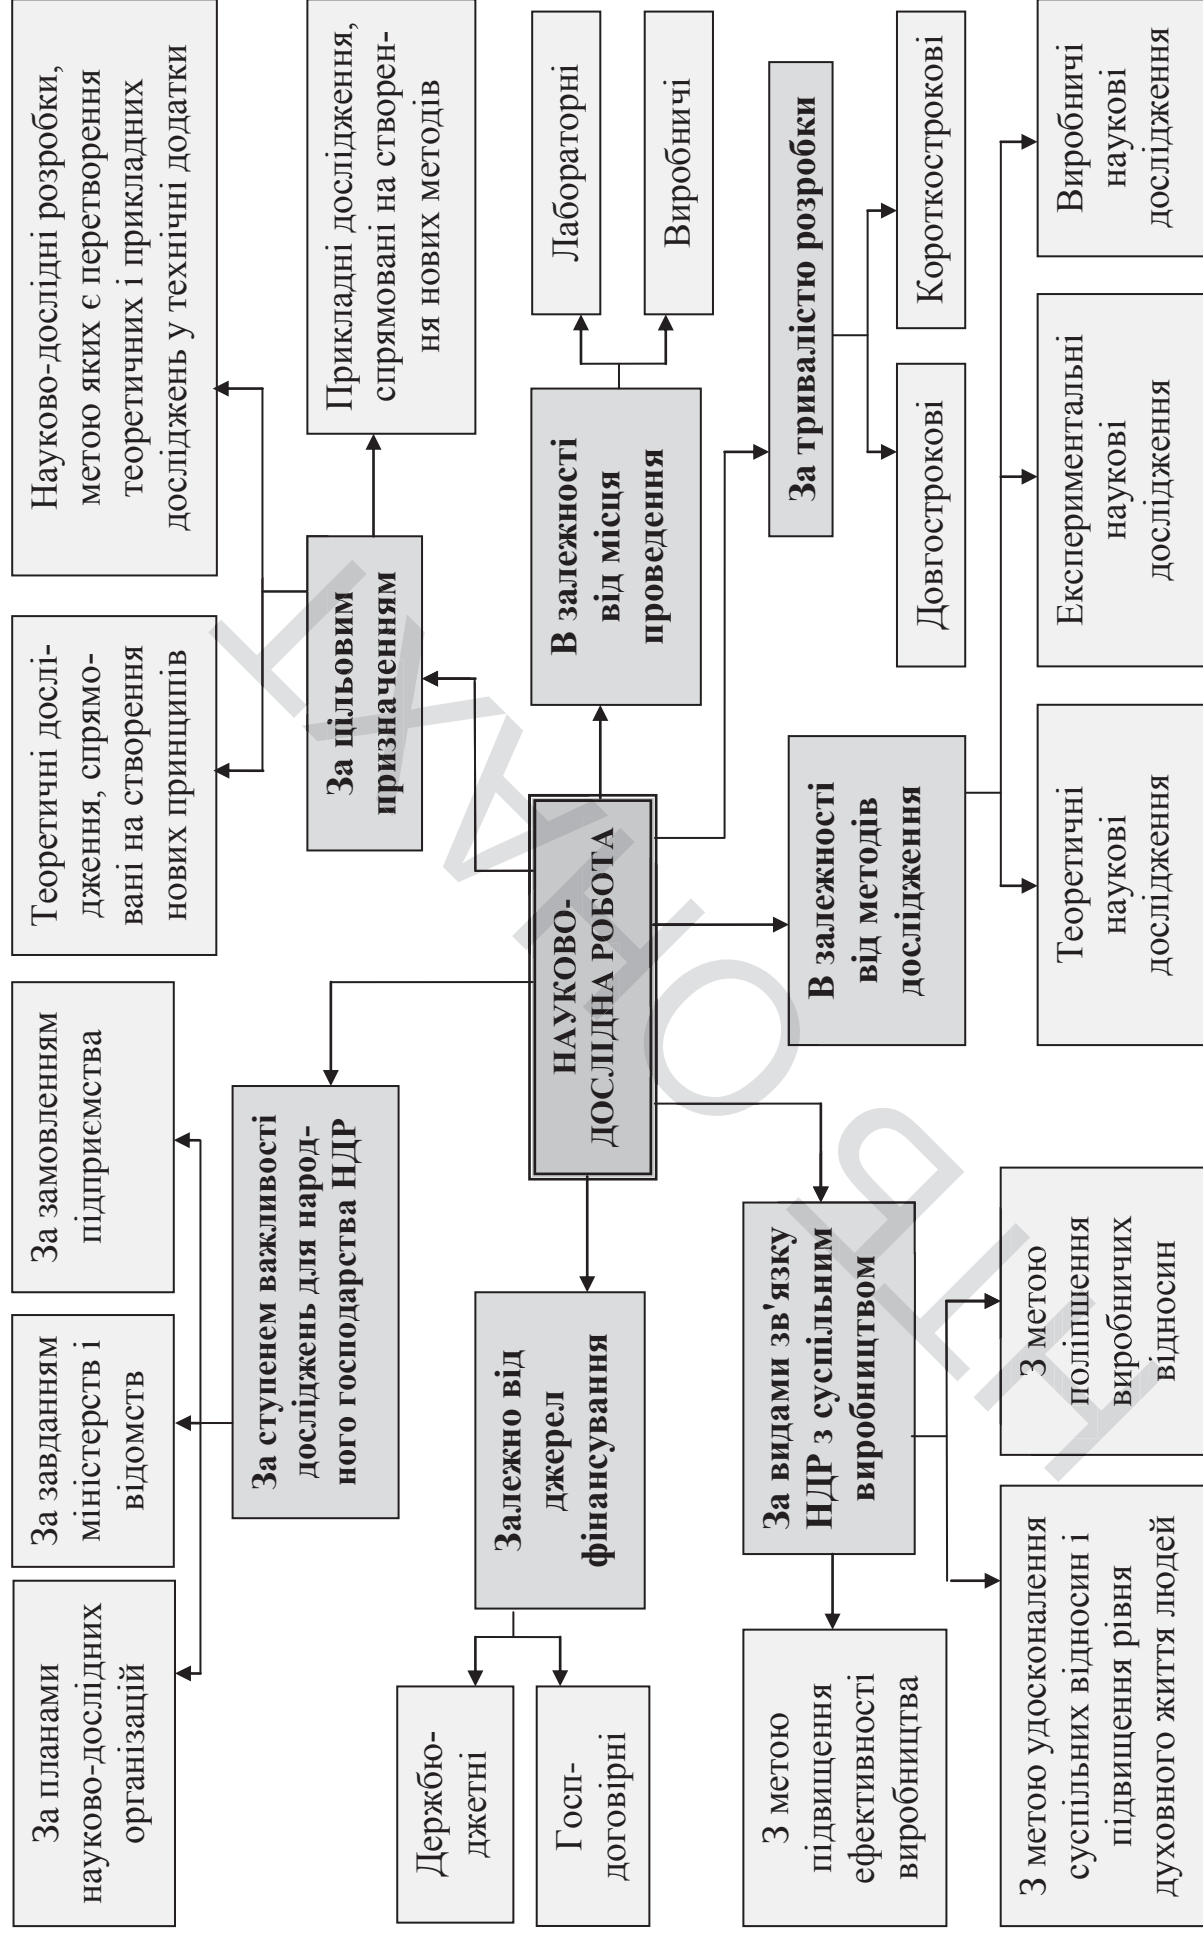 За планами
науково-дослідних
організацій
За завданням
міністерств і
відомств
За замовленням
підприємства
Теоретичні дослі-
дження, спрямо-
вані на створення
нових принципів
Науково-дослідні розробки,
метою яких є перетворення
теоретичних і прикладних
досліджень у технічні додатки
За ступенем важливості
досліджень для народ-
ного господарства НДР
За цільовим
призначенням
Прикладні дослідження,
спрямовані на створен-
ня нових методів
Держбю-
джетні
Госп-
договірні
Залежно від
джерел
фінансування
НАУКОВО-
ДОСЛІДНА РОБОТА
В залежності
від місця
проведення
Лабораторні
Виробничі
З метою
підвищення
ефективності
виробництва
За видами зв'язку
НДР з суспільним
виробництвом
В залежності
від методів
дослідження
За тривалістю розробки
Довгострокові
Короткострокові
З метою удосконалення
суспільних відносин і
підвищення рівня
духовного життя людей
З метою
поліпшення
виробничих
відносин
Теоретичні
наукові
дослідження
Експериментальні
наукові
дослідження
Виробничі
наукові
дослідження
НТБ ОНАХТ